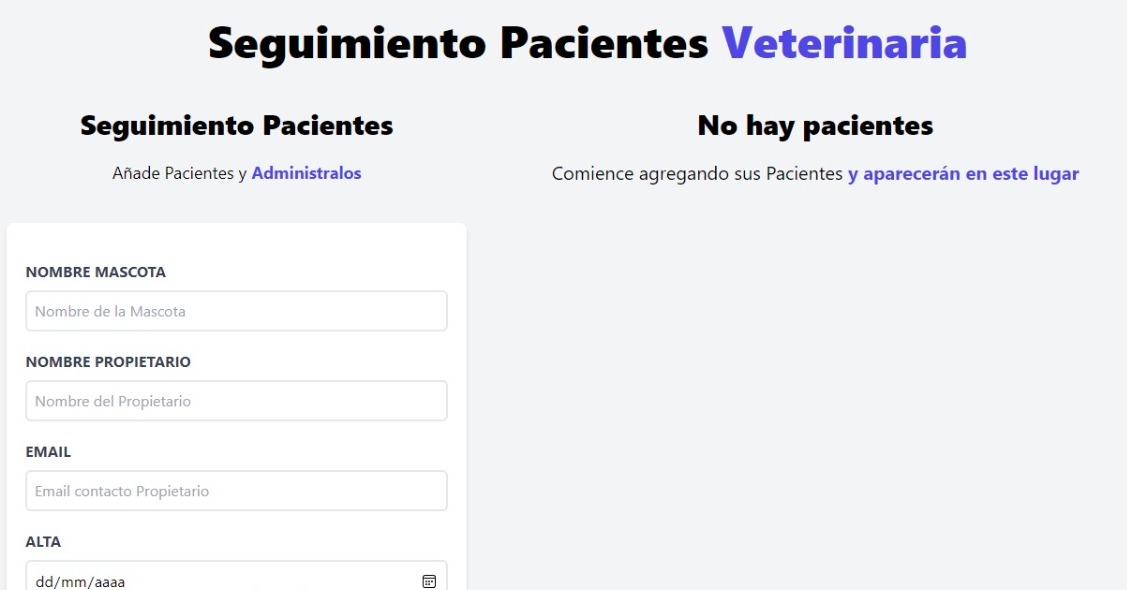 Seguimiento Pacientes Veterinaria
Seguimiento Pacientes
Añade Pacientes y Administralos
No hay pacientes
Comience agregando sus Pacientes y aparecerán en este lugar
NOMBRE MASCOTA
Nombre de la Mascota
NOMBRE PROPIETARIO
Nombre del Propietario
EMAIL
Email contacto Propietario
ALTA
dd/mm/aaaa